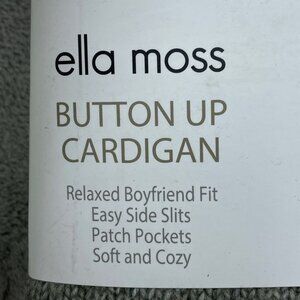 ella moss
BUTTON UP
CARDIGAN
Relaxed Boyfriend Fit
Easy Side Slits
Patch Pockets
Soft and Cozy